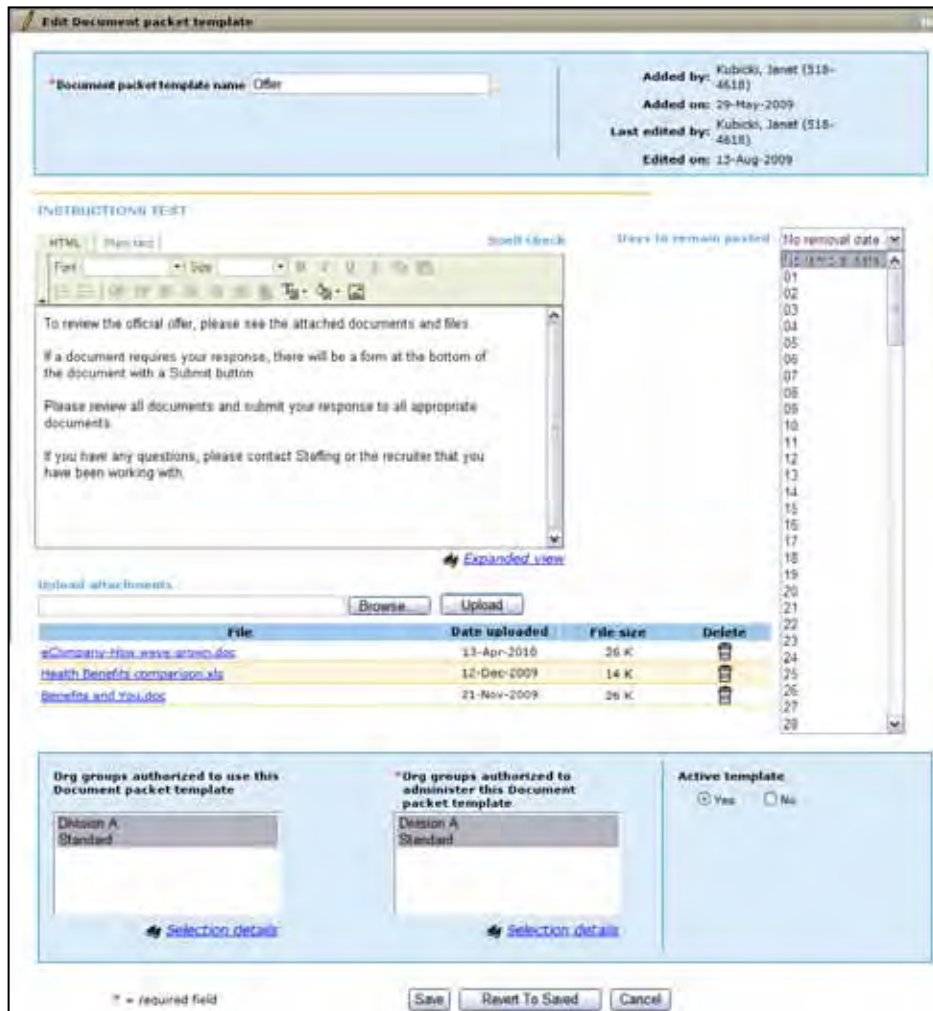 Edit Document packet template
*Document packet template name Offer
Added by: Kubicki, Janet (518-
4618)
Added on: 29-May-2009
Last edited by: Kubicki, Janet (518-
4618)
Edited on: 13-Aug-2009
INSTRUCTIONS TEXT
HTML Plain text Spell check
Font Size B I U
To review the official offer, please see the attached documents and files.
If a document requires your response, there will be a form at the bottom of
the document with a Submit button
Please review all documents and submit your response to all appropriate
documents.
If you have any questions, please contact Staffing or the recruiter that you
have been working with.
Expanded view
Days to remain posted No removal date
No removal date
01
02
03
04
05
06
07
08
09
10
11
12
13
14
15
16
17
18
19
20
21
22
23
24
25
26
27
28
Upload attachments
Browse... Upload
File Date uploaded File size Delete
eCompany-How weve grown.doc 13-Apr-2010 26 K
Health Benefits comparison.xls 12-Dec-2009 14 K
Benefits and You.doc 21-Nov-2009 26 K
Org groups authorized to use this
Document packet template
Division A
Standard
Selection details
*Org groups authorized to
administer this Document
packet template
Division A
Standard
Selection details
Active template
Yes No
* = required field
Save Revert To Saved Cancel